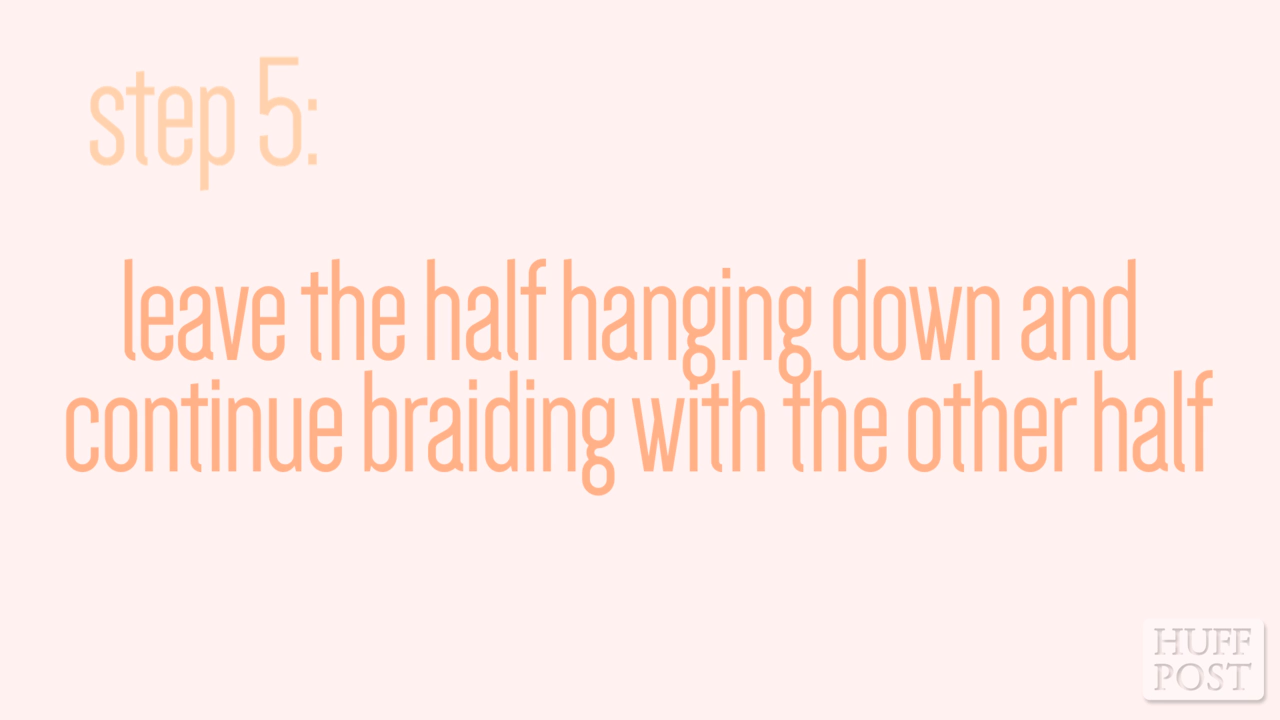 step 5:
leave the half hanging down and
continue braiding with the other half
HUFF
POST